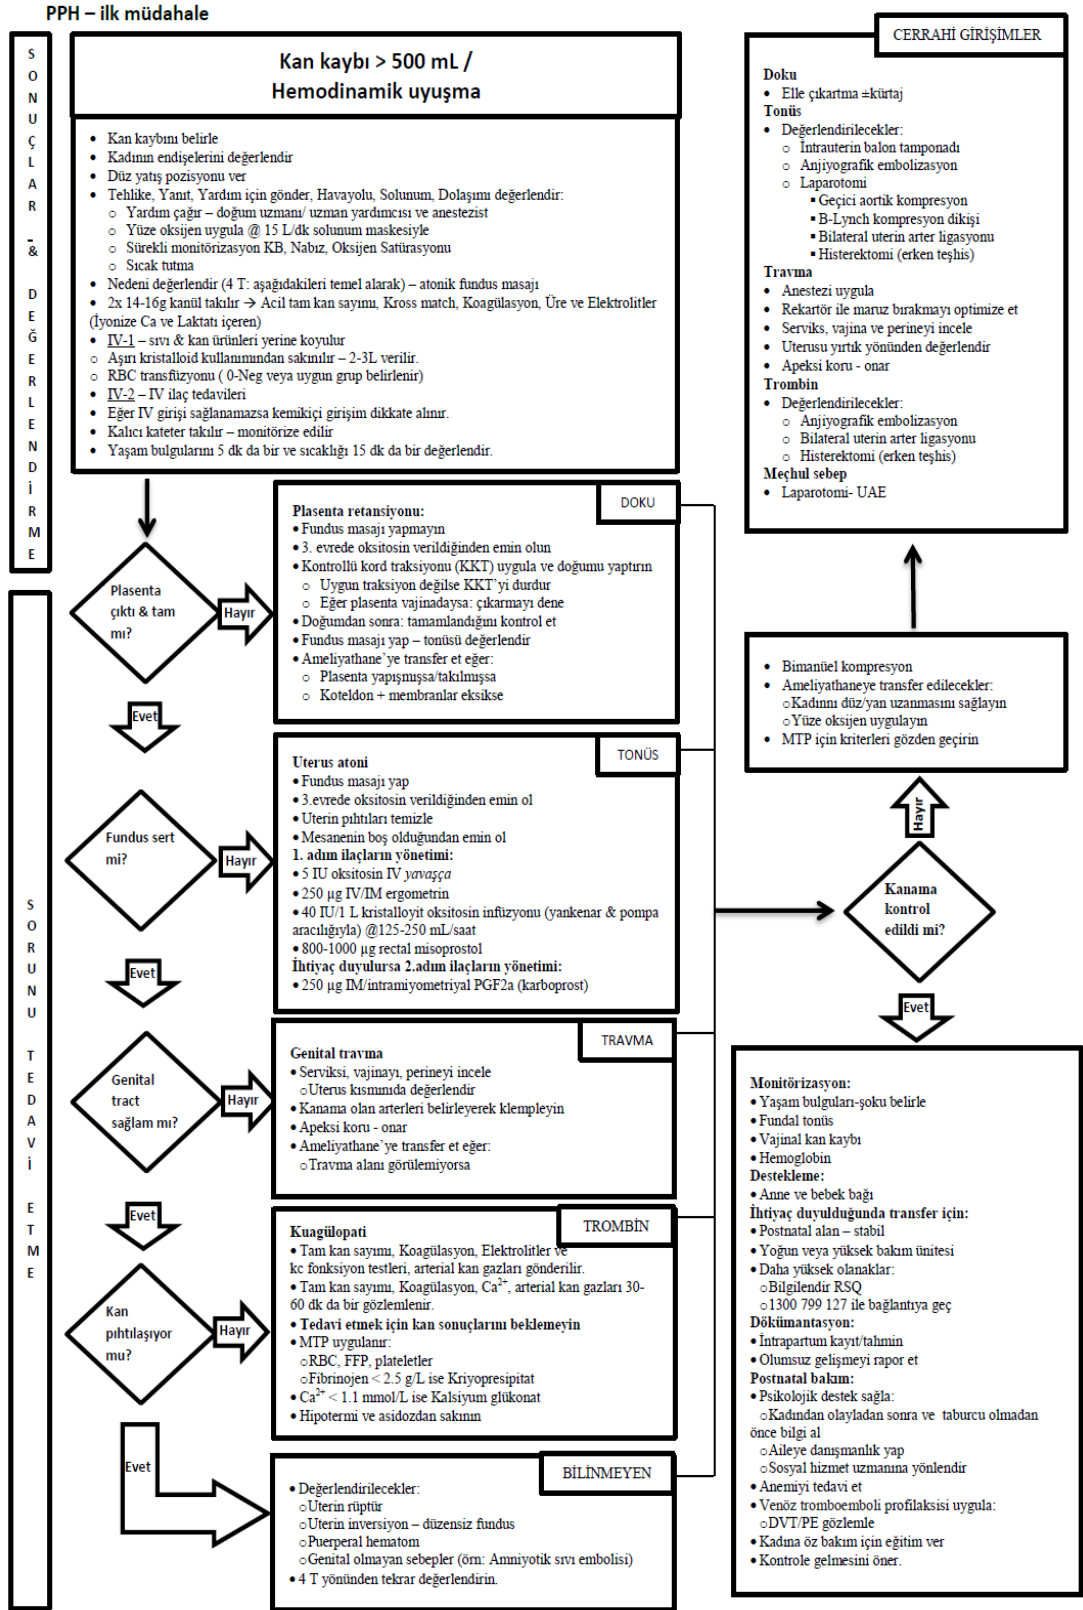 PPH – ilk müdahale
SONUÇLAR & DEĞERLENDİRME
Kan kaybı > 500 mL /
Hemodinamik uyuşma
• Kan kaybını belirle
• Kadının endişelerini değerlendir
• Düz yatış pozisyonu ver
• Tehlike, Yanıt, Yardım için gönder, Havayolu, Solunum, Dolaşımı değerlendir:
o Yardım çağır – doğum uzmanı/ uzman yardımcısı ve anestezist
o Yüze oksijen uygula @ 15 L/dk solunum maskesiyle
o Sürekli monitörizasyon KB, Nabız, Oksijen Satürasyonu
o Sıcak tutma
• Nedeni değerlendir (4 T: aşağıdakileri temel alarak) – atonik fundus masajı
• 2x 14-16g kanül takılır → Acil tam kan sayımı, Kross match, Koagülasyon, Üre ve Elektrolitler
(İyonize Ca ve Laktatı içeren)
• IV-1 – sıvı & kan ürünleri yerine koyulur
o Aşırı kristalloid kullanımından sakınılır – 2-3L verilir.
o RBC transfüzyonu ( 0-Neg veya uygun grup belirlenir)
• IV-2 – IV ilaç tedavileri
• Eğer IV girişi sağlanamazsa kemikiçi girişim dikkate alınır.
• Kalıcı kateter takılır – monitörize edilir
• Yaşam bulgularını 5 dk da bir ve sıcaklığı 15 dk da bir değerlendir.
CERRAHİ GİRİŞİMLER
Doku
• Elle çıkartma ±kürtaj
Tonüs
• Değerlendirilecekler:
o İntrauterin balon tamponadı
o Anjiyografik embolizasyon
o Laparotomi
▪ Geçici aortik kompresyon
▪ B-Lynch kompresyon dikişi
▪ Bilateral uterin arter ligasyonu
▪ Histerektomi (erken teşhis)
Travma
• Anestezi uygula
• Rekartör ile maruz bırakmayı optimize et
• Serviks, vajina ve perineyi incele
• Uterusu yırtık yönünden değerlendir
• Apeksi koru - onar
Trombin
• Değerlendirilecekler:
o Anjiyografik embolizasyon
o Bilateral uterin arter ligasyonu
o Histerektomi (erken teşhis)
Meçhul sebep
• Laparotomi- UAE
SORUNU TEDAVİ ETME
Plasenta
çıktı & tam
mı?
Hayır
Evet
DOKU
Plasenta retansiyonu:
• Fundus masajı yapmayın
• 3. evrede oksitosin verildiğinden emin olun
• Kontrollü kord traksiyonu (KKT) uygula ve doğumu yaptırın
o Uygun traksiyon değilse KKT'yi durdur
o Eğer plasenta vajinadaysa: çıkarmayı dene
• Doğumdan sonra: tamamlandığını kontrol et
• Fundus masajı yap – tonüsü değerlendir
• Ameliyathane'ye transfer et eğer:
o Plasenta yapışmışsa/takılmışsa
o Koteldon + membranlar eksikse
Fundus sert
mi?
Hayır
Evet
TONÜS
Uterus atoni
• Fundus masajı yap
• 3.evrede oksitosin verildiğinden emin ol
• Uterin pıhtıları temizle
• Mesanenin boş olduğundan emin ol
1. adım ilaçların yönetimi:
• 5 IU oksitosin IV yavaşça
• 250 µg IV/IM ergometrin
• 40 IU/1 L kristalloyit oksitosin infüzyonu (yankenar & pompa
aracılığıyla) @125-250 mL/saat
• 800-1000 µg rectal misoprostol
İhtiyaç duyulursa 2.adım ilaçların yönetimi:
• 250 µg IM/intramiyometriyal PGF2a (karboprost)
Genital
tract
sağlam mı?
Hayır
Evet
TRAVMA
Genital travma
• Serviksi, vajinayı, perineyi incele
o Uterus kısmınıda değerlendir
• Kanama olan arterleri belirleyerek klempleyin
• Apeksi koru - onar
• Ameliyathane'ye transfer et eğer:
o Travma alanı görülemiyorsa
Kan
pıhtılaşıyor
mu?
Hayır
Evet
TROMBİN
Kuagülopati
• Tam kan sayımı, Koagülasyon, Elektrolitler ve
kc fonksiyon testleri, arterial kan gazları gönderilir.
• Tam kan sayımı, Koagülasyon, Ca2+, arterial kan gazları 30-
60 dk da bir gözlemlenir.
• Tedavi etmek için kan sonuçlarını beklemeyin
• MTP uygulanır:
o RBC, FFP, plateletler
o Fibrinojen < 2.5 g/L ise Kriyopresipitat
• Ca2+ < 1.1 mmol/L ise Kalsiyum glükonat
• Hipotermi ve asidozdan sakının
BİLİNMEYEN
• Değerlendirilecekler:
o Uterin rüptür
o Uterin inversiyon – düzensiz fundus
o Puerperal hematom
o Genital olmayan sebepler (örn: Amniyotik sıvı embolisi)
• 4 T yönünden tekrar değerlendirin.
• Bimanüel kompresyon
• Ameliyathaneye transfer edilecekler:
o Kadınnı düz/yan uzanmasını sağlayın
o Yüze oksijen uygulayın
• MTP için kriterleri gözden geçirin
Hayır
Kanama
kontrol
edildi mi?
Evet
Monitörizasyon:
• Yaşam bulguları-şoku belirle
• Fundal tonüs
• Vajinal kan kaybı
• Hemoglobin
Destekleme:
• Anne ve bebek bağı
İhtiyaç duyulduğunda transfer için:
• Postnatal alan – stabil
• Yoğun veya yüksek bakım ünitesi
• Daha yüksek olanaklar:
o Bilgilendir RSQ
o 1300 799 127 ile bağlantıya geç
Dökümantasyon:
• İntrapartum kayıt/tahmin
• Olumsuz gelişmeyi rapor et
Postnatal bakım:
• Psikolojik destek sağla:
o Kadından olayladan sonra ve taburcu olmadan
önce bilgi al
o Aileye danışmanlık yap
o Sosyal hizmet uzmanına yönlendir
• Anemiyi tedavi et
• Venöz tromboemboli profilaksisi uygula:
o DVT/PE gözlemle
• Kadına öz bakım için eğitim ver
• Kontrole gelmesini öner.